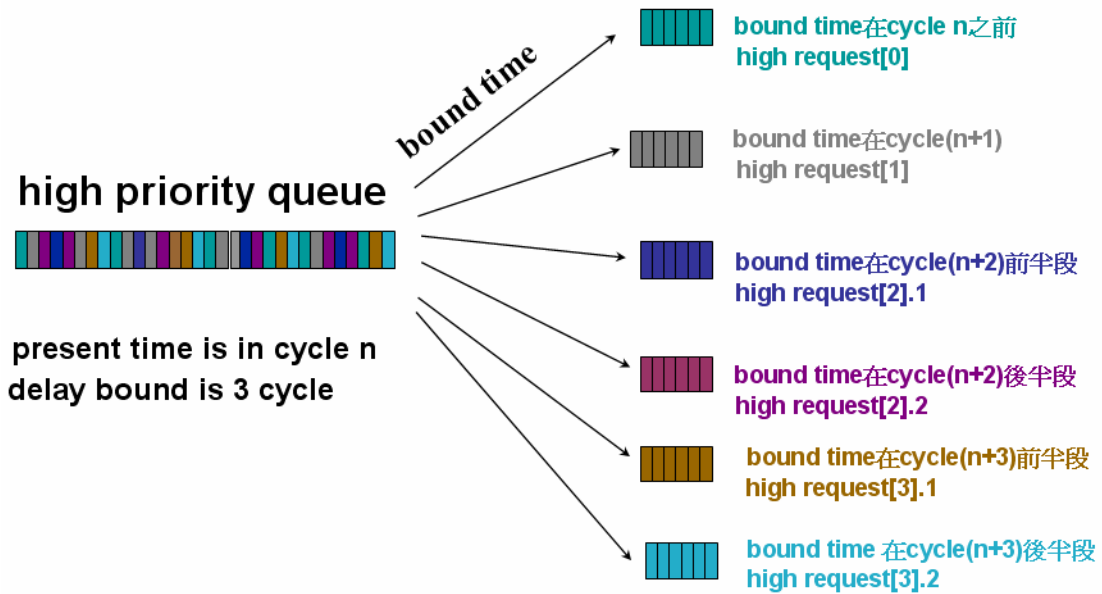 bound time
high priority queue
present time is in cycle n
delay bound is 3 cycle
bound time在cycle n之前
high request[0]
bound time在cycle(n+1)
high request[1]
bound time在cycle(n+2)前半段
high request[2].1
bound time在cycle(n+2)後半段
high request[2].2
bound time在cycle(n+3)前半段
high request[3].1
bound time 在cycle(n+3)後半段
high request[3].2